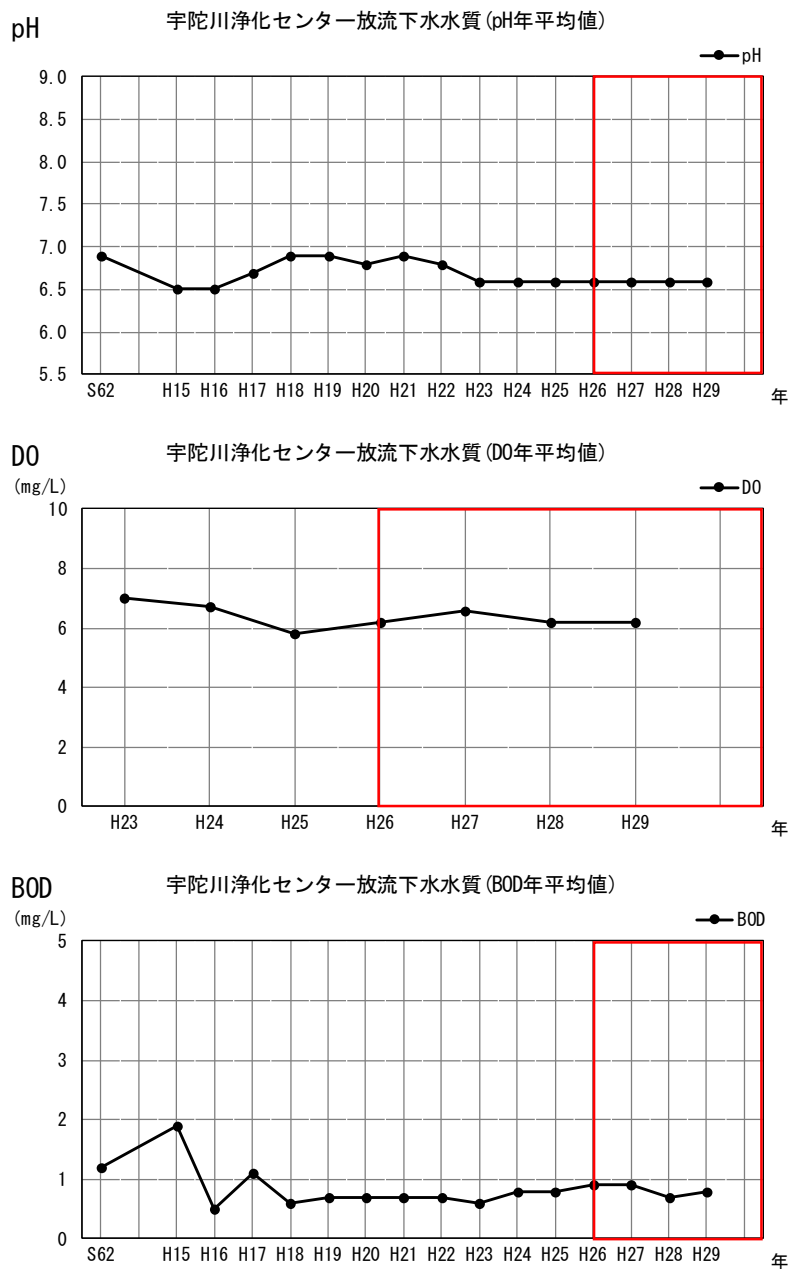 pH
宇陀川浄化センター放流下水水質(pH年平均値)
pH
9.0
8.5
8.0
7.5
7.0
6.5
6.0
5.5
S62 H15 H16 H17 H18 H19 H20 H21 H22 H23 H24 H25 H26 H27 H28 H29
年
DO
宇陀川浄化センター放流下水水質(DO年平均値)
(mg/L)
DO
10
8
6
4
2
0
H23 H24 H25 H26 H27 H28 H29
年
BOD
宇陀川浄化センター放流下水水質(BOD年平均値)
(mg/L)
BOD
5
4
3
2
1
0
S62 H15 H16 H17 H18 H19 H20 H21 H22 H23 H24 H25 H26 H27 H28 H29
年